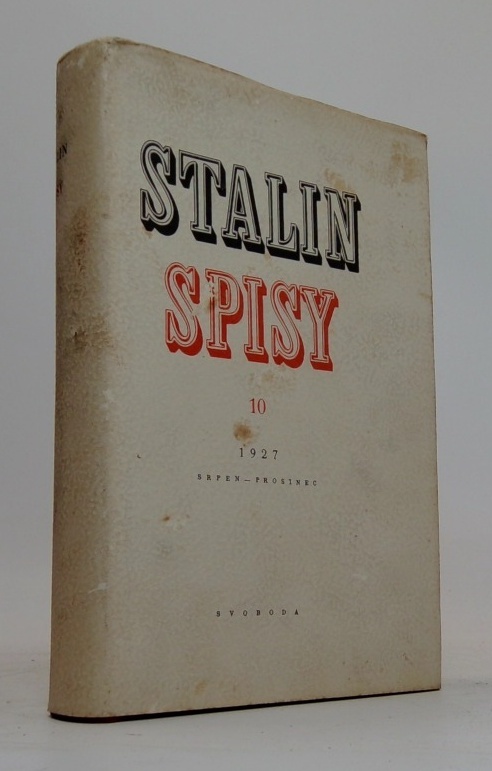 STALIN
SPISY
10
1927
SRPEN—PROSINEC
SVOBODA